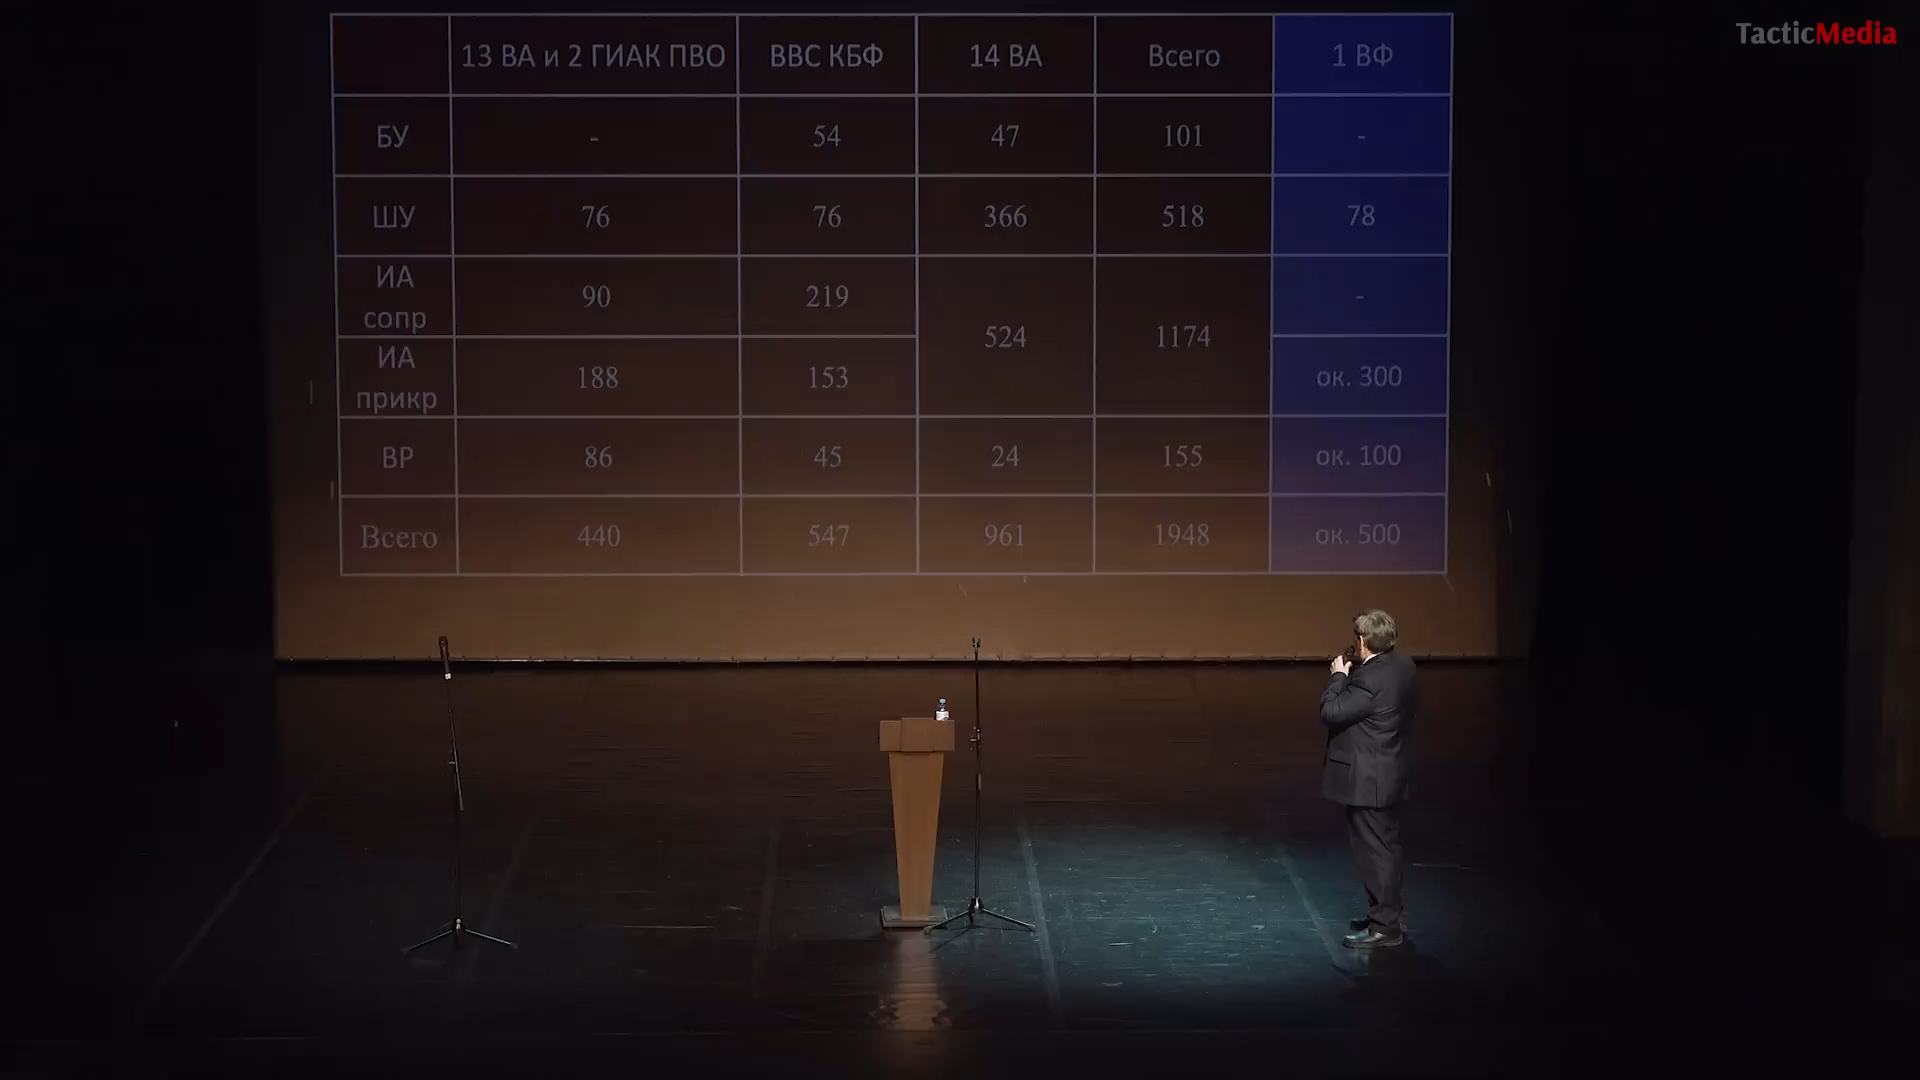 TacticMedia
13 ВА и 2 ГИАК ПВО ВВС КБФ 14 ВА Всего 1 ВФ
БУ - 54 47 101 -
ШУ 76 76 366 518 78
ИА сопр 90 219 524 1174 -
ИА прикр 188 153 ок. 300
ВР 86 45 24 155 ок. 100
Всего 440 547 961 1948 ок. 500